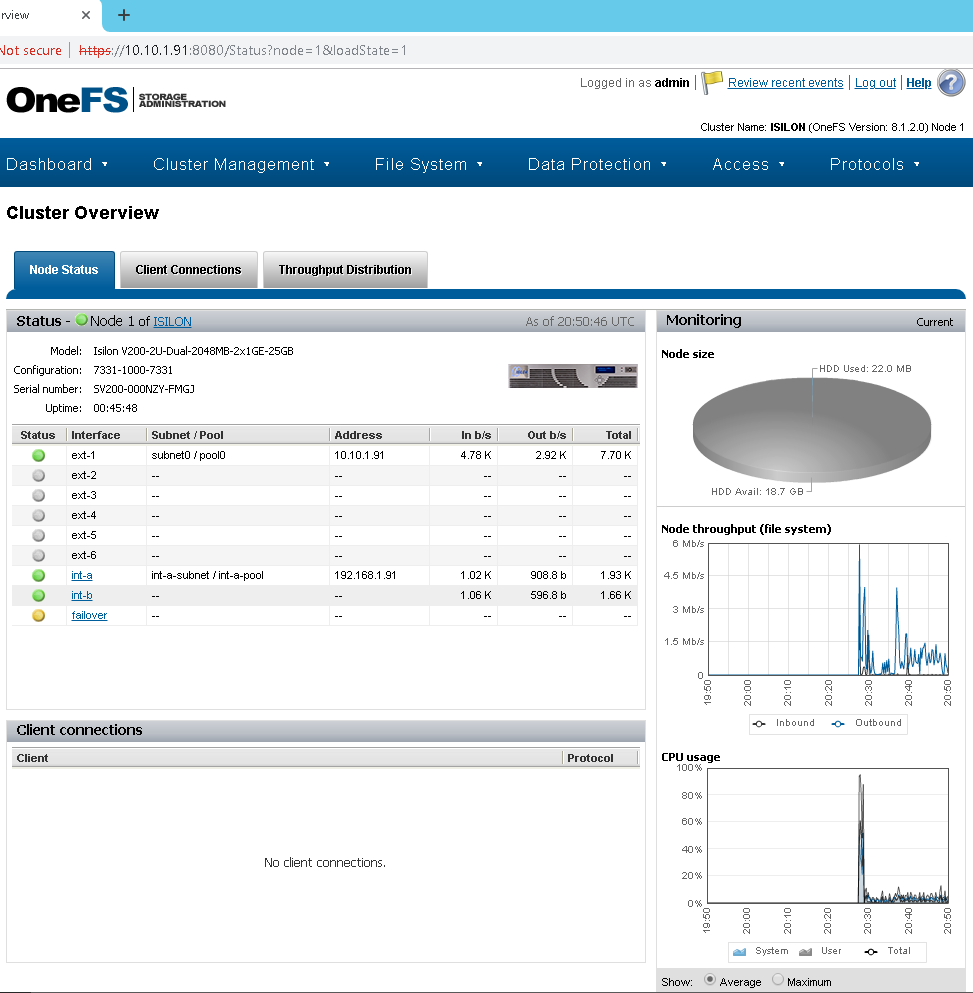 rview
Not secure https://10.10.1.91:8080/Status?node=1&loadState=1
Logged in as admin Review recent events Log out Help
OneFS STORAGE ADMINISTRATION
Cluster Name: ISILON (OneFS Version: 8.1.2.0) Node 1
Dashboard Cluster Management File System Data Protection Access Protocols
Cluster Overview
Node Status Client Connections Throughput Distribution
Status - Node 1 of ISILON As of 20:50:46 UTC
Model: Isilon V200-2U-Dual-2048MB-2x1GE-25GB
Configuration: 7331-1000-7331
Serial number: SV200-000NZY-FMGJ
Uptime: 00:45:48
Status Interface Subnet / Pool Address In b/s Out b/s Total
ext-1 subnet0 / pool0 10.10.1.91 4.78 K 2.92 K 7.70 K
ext-2 -- -- -- -- --
ext-3 -- -- -- -- --
ext-4 -- -- -- -- --
ext-5 -- -- -- -- --
ext-6 -- -- -- -- --
int-a int-a-subnet / int-a-pool 192.168.1.91 1.02 K 908.8 b 1.93 K
int-b -- -- 1.06 K 596.8 b 1.66 K
failover -- -- -- -- --
Client connections
Client Protocol
No client connections.
Monitoring Current
Node size
HDD Used: 22.0 MB
HDD Avail: 18.7 GB
Node throughput (file system)
6 Mb/s
4.5 Mb/s
3 Mb/s
1.5 Mb/s
0
19:50 20:00 20:10 20:20 20:30 20:40 20:50
Inbound Outbound
CPU usage
100%
80%
60%
40%
20%
0%
19:50 20:00 20:10 20:20 20:30 20:40 20:50
System User Total
Show: Average Maximum